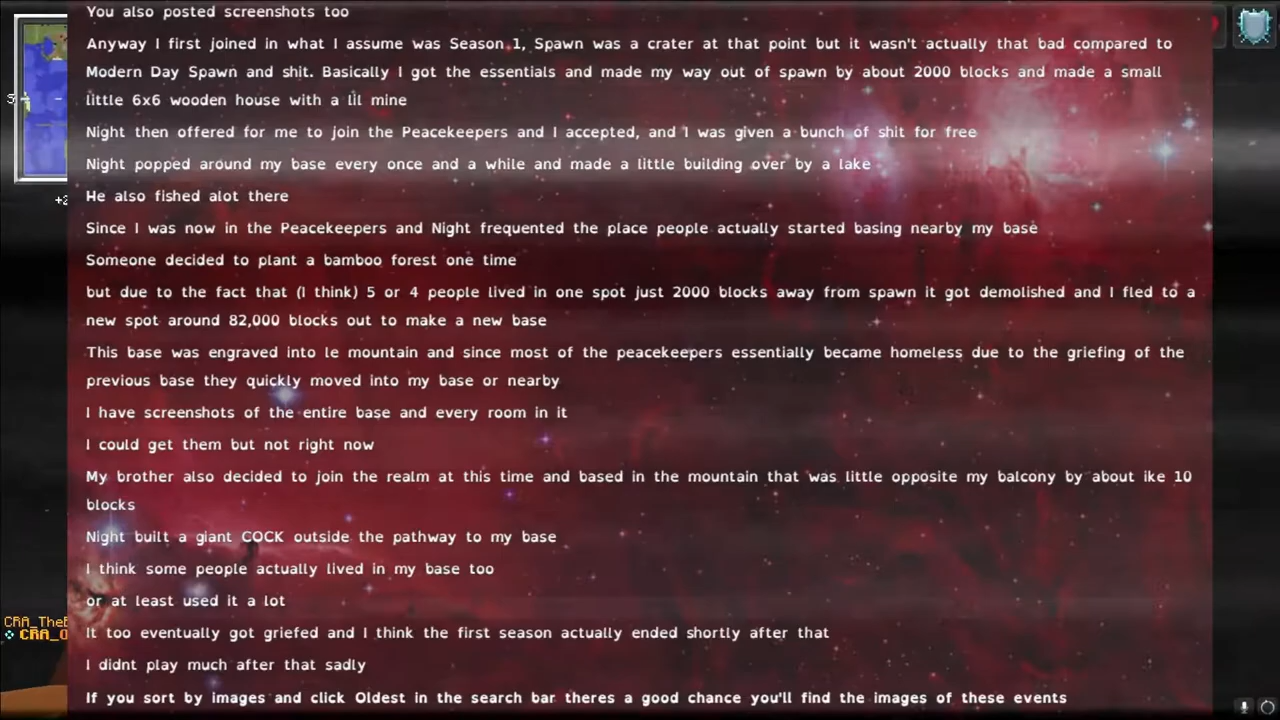 You also posted screenshots too
Anyway I first joined in what I assume was Season 1, Spawn was a crater at that point but it wasn't actually that bad compared to
Modern Day Spawn and shit. Basically I got the essentials and made my way out of spawn by about 2000 blocks and made a small
little 6x6 wooden house with a lil mine
Night then offered for me to join the Peacekeepers and I accepted, and I was given a bunch of shit for free
Night popped around my base every once and a while and made a little building over by a lake
He also fished alot there
Since I was now in the Peacekeepers and Night frequented the place people actually started basing nearby my base
Someone decided to plant a bamboo forest one time
but due to the fact that (I think) 5 or 4 people lived in one spot just 2000 blocks away from spawn it got demolished and I fled to a
new spot around 82,000 blocks out to make a new base
This base was engraved into le mountain and since most of the peacekeepers essentially became homeless due to the griefing of the
previous base they quickly moved into my base or nearby
I have screenshots of the entire base and every room in it
I could get them but not right now
My brother also decided to join the realm at this time and based in the mountain that was little opposite my balcony by about ike 10
blocks
Night built a giant COCK outside the pathway to my base
I think some people actually lived in my base too
or at least used it a lot
CRA_TheE
CRA_O
It too eventually got griefed and I think the first season actually ended shortly after that
I didnt play much after that sadly
If you sort by images and click Oldest in the search bar theres a good chance you'll find the images of these events